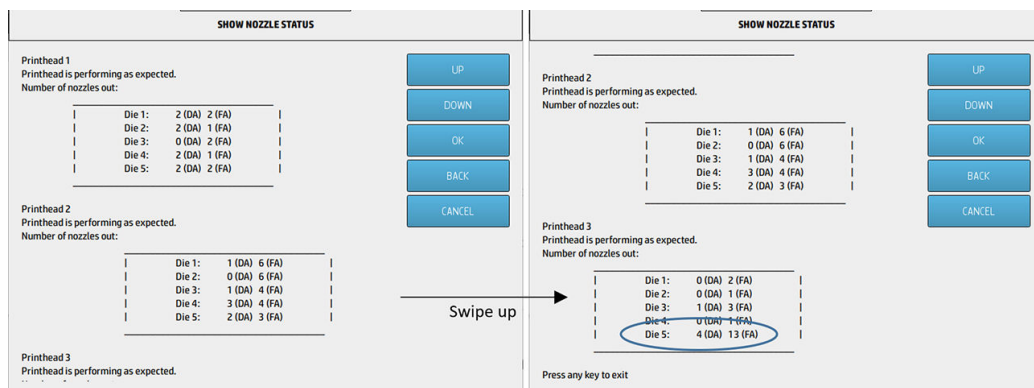 SHOW NOZZLE STATUS
Printhead 1
Printhead is performing as expected.
Number of nozzles out:
Die 1: 2 (DA) 2 (FA)
Die 2: 2 (DA) 1 (FA)
Die 3: 0 (DA) 2 (FA)
Die 4: 2 (DA) 1 (FA)
Die 5: 2 (DA) 2 (FA)
Printhead 2
Printhead is performing as expected.
Number of nozzles out:
Die 1: 1 (DA) 6 (FA)
Die 2: 0 (DA) 6 (FA)
Die 3: 1 (DA) 4 (FA)
Die 4: 3 (DA) 4 (FA)
Die 5: 2 (DA) 3 (FA)
Printhead 3
Printhead is performing as expected.
UP
DOWN
OK
BACK
CANCEL
Swipe up
SHOW NOZZLE STATUS
Printhead 2
Printhead is performing as expected.
Number of nozzles out:
Die 1: 1 (DA) 6 (FA)
Die 2: 0 (DA) 6 (FA)
Die 3: 1 (DA) 4 (FA)
Die 4: 3 (DA) 4 (FA)
Die 5: 2 (DA) 3 (FA)
Printhead 3
Printhead is performing as expected.
Number of nozzles out:
Die 1: 0 (DA) 2 (FA)
Die 2: 0 (DA) 1 (FA)
Die 3: 1 (DA) 3 (FA)
Die 4: 0 (DA) 1 (FA)
Die 5: 4 (DA) 13 (FA)
Press any key to exit
UP
DOWN
OK
BACK
CANCEL